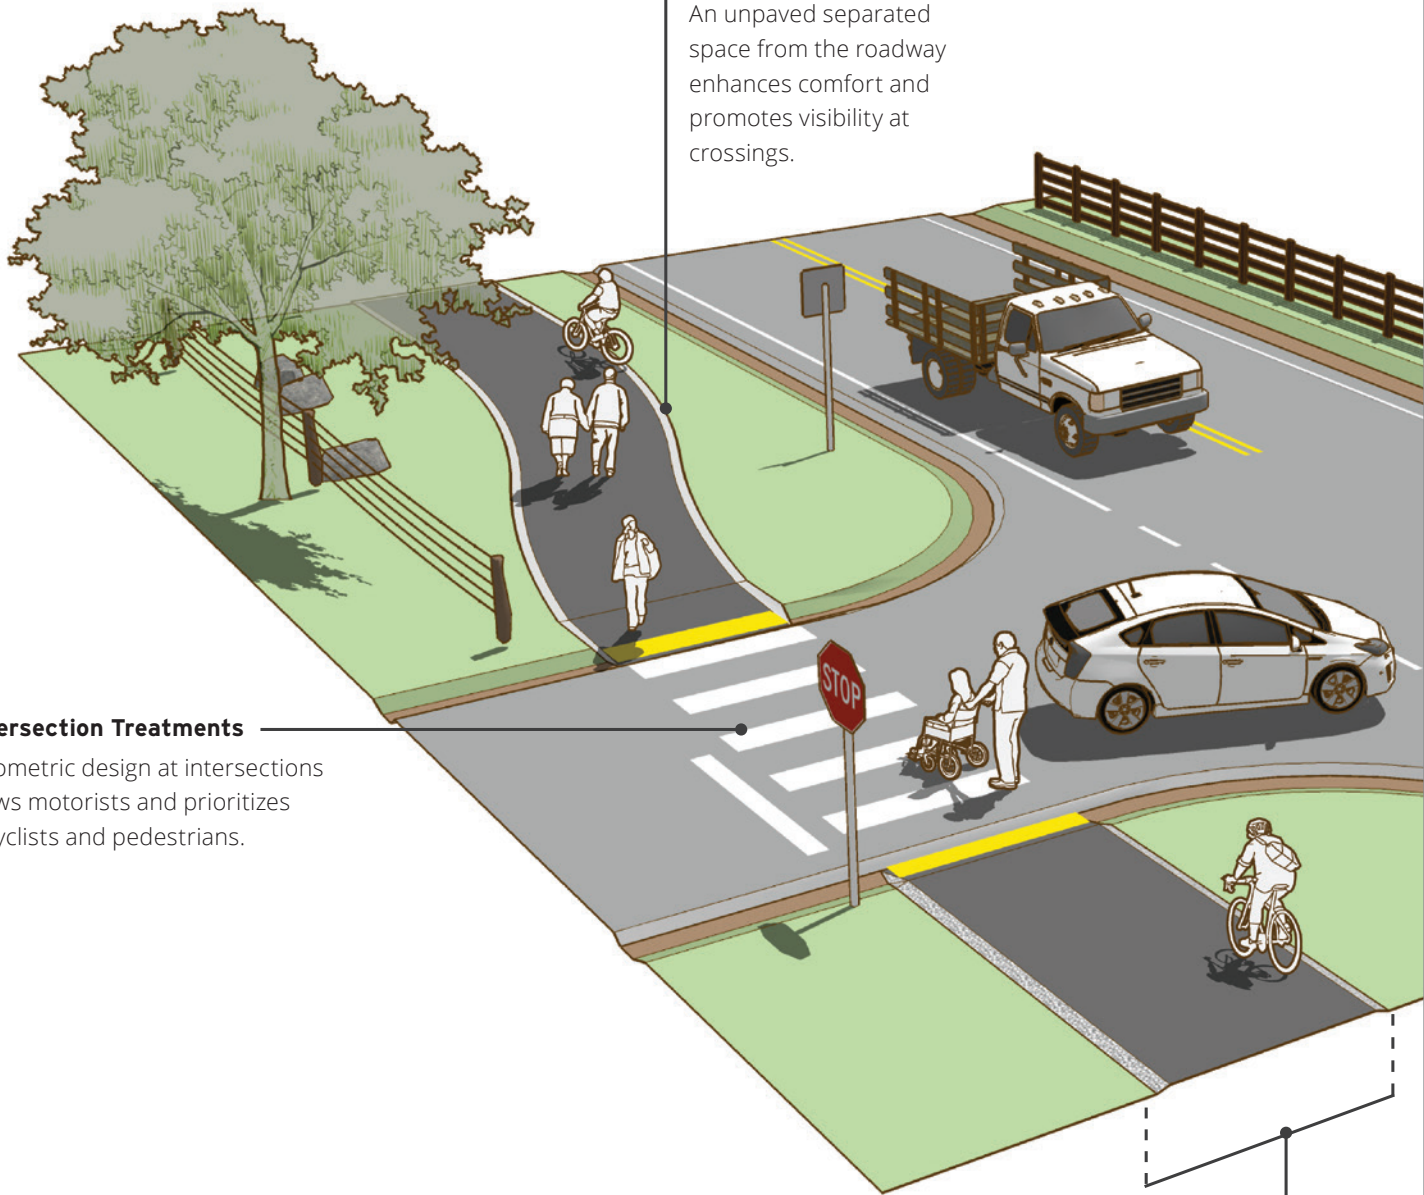 An unpaved separated
space from the roadway
enhances comfort and
promotes visibility at
crossings.
STOP
ersection Treatments
ometric design at intersections
ws motorists and prioritizes
yclists and pedestrians.